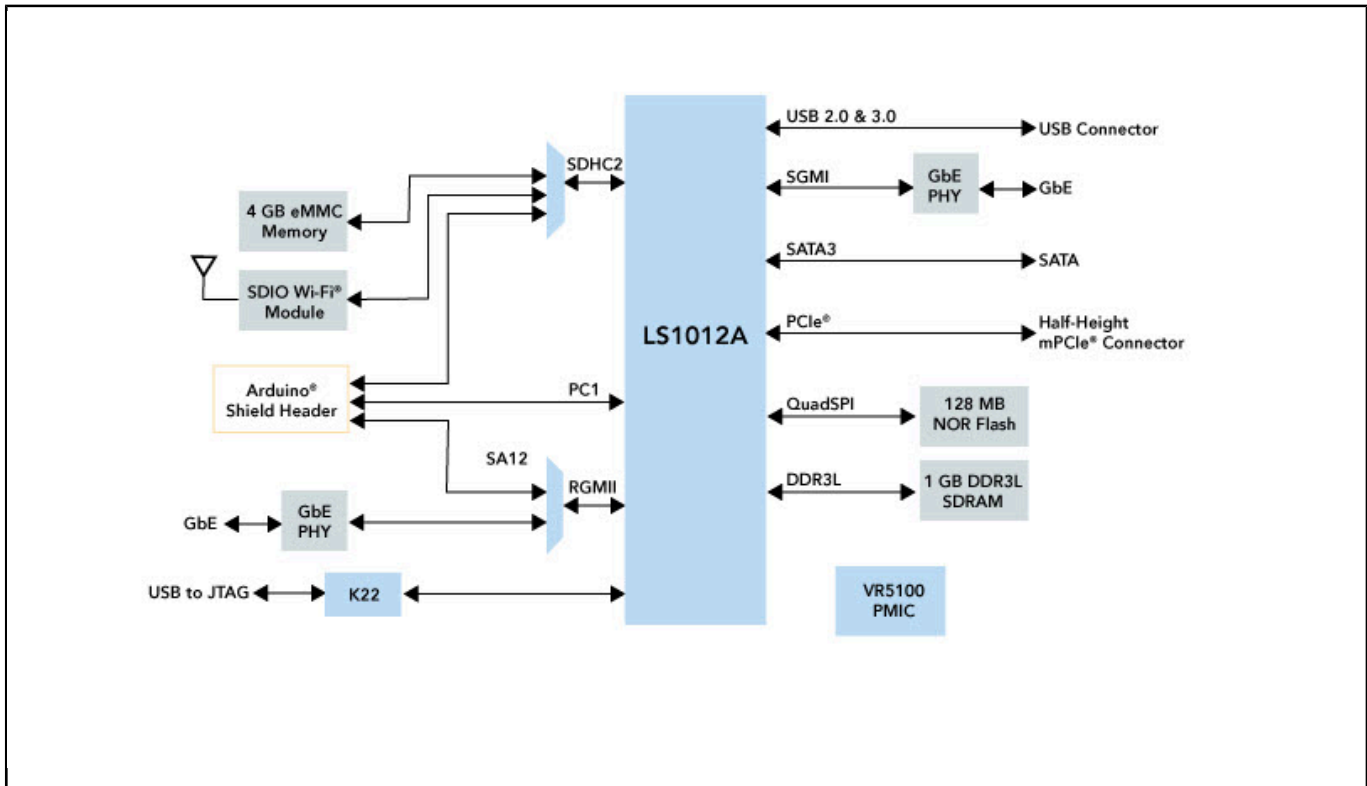 USB 2.0 & 3.0
USB Connector
SDHC2
SGMI
GbE
PHY
GbE
4 GB eMMC
Memory
SATA3
SATA
SDIO Wi-Fi®
Module
LS1012A
PCIe®
Half-Height
mPCIe® Connector
Arduino®
Shield Header
PC1
QuadSPI
128 MB
NOR Flash
SA12
RGMII
DDR3L
1 GB DDR3L
SDRAM
GbE
GbE
PHY
USB to JTAG
K22
VR5100
PMIC